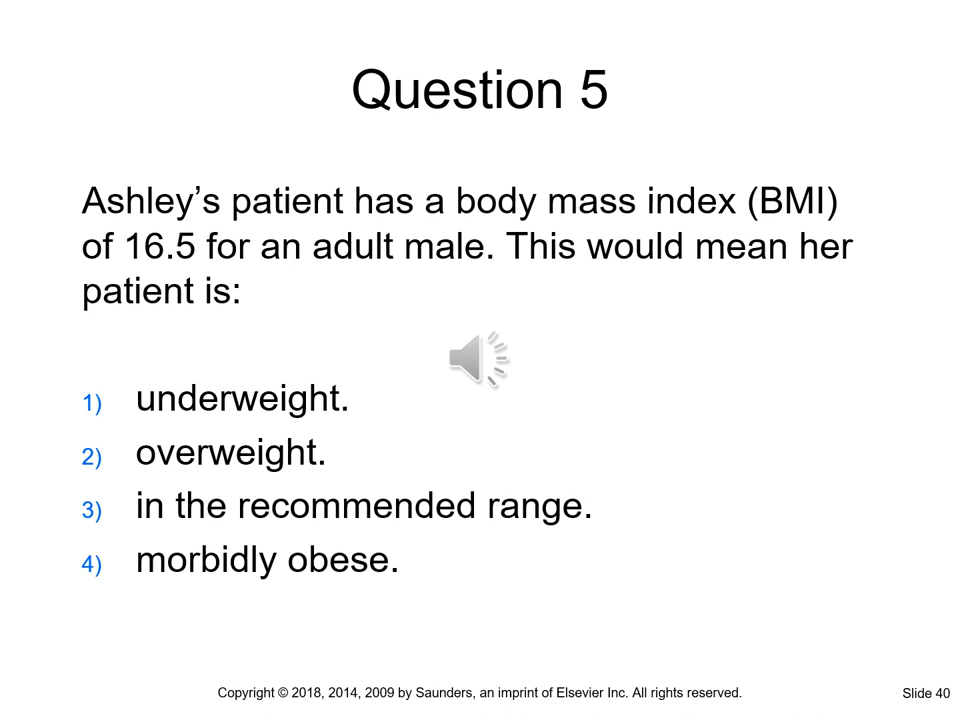 Question 5
Ashley’s patient has a body mass index (BMI)
of 16.5 for an adult male. This would mean her
patient is:
1) underweight.
2) overweight.
3) in the recommended range.
4) morbidly obese.
Copyright © 2018, 2014, 2009 by Saunders, an imprint of Elsevier Inc. All rights reserved.
Slide 40